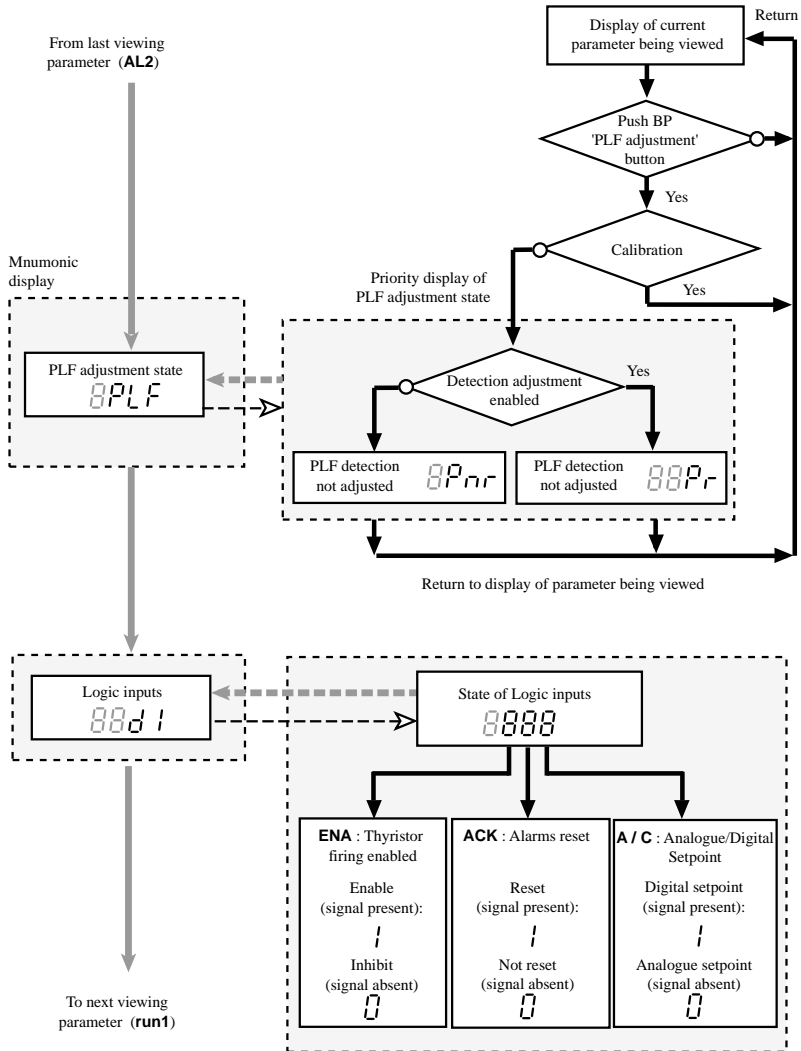 Display of current
parameter being viewed
Return
From last viewing
parameter (AL2)
Push BP
'PLF adjustment'
button
Yes
Calibration
Yes
Mnumonic
display
Priority display of
PLF adjustment state
PLF adjustment state
8PLF
Detection adjustment
enabled
Yes
PLF detection
not adjusted
8Pnr
PLF detection
not adjusted
88Pr
Return to display of parameter being viewed
Logic inputs
88dI
State of Logic inputs
8888
ENA : Thyristor
firing enabled
Enable
(signal present):
1
Inhibit
(signal absent)
0
ACK : Alarms reset
Reset
(signal present):
1
Not reset
(signal absent)
0
A / C : Analogue/Digital
Setpoint
Digital setpoint
(signal present):
1
Analogue setpoint
(signal absent)
0
To next viewing
parameter (run1)